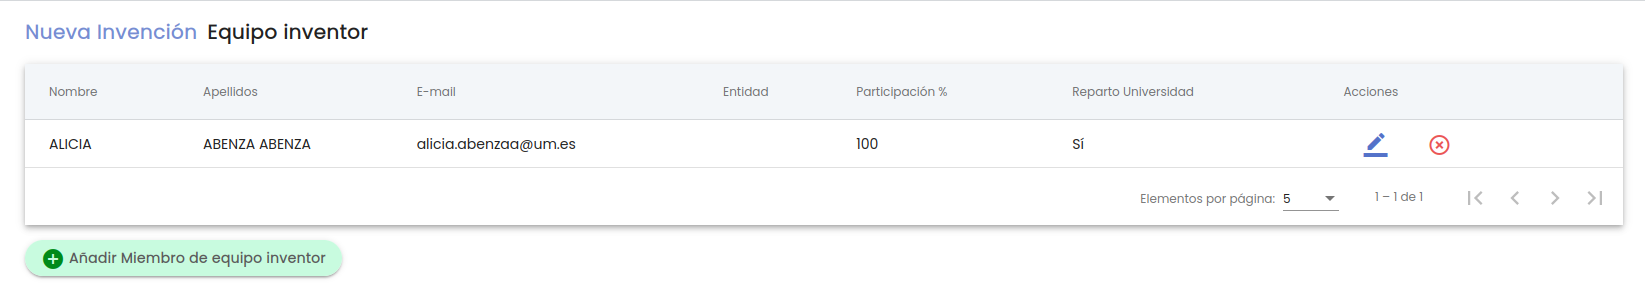 Nueva Invención Equipo inventor
Nombre Apellidos E-mail Entidad Participación % Reparto Universidad Acciones
ALICIA ABENZA ABENZA alicia.abenzaa@um.es 100 Sí
Elementos por página: 5 1 – 1 de 1
Añadir Miembro de equipo inventor